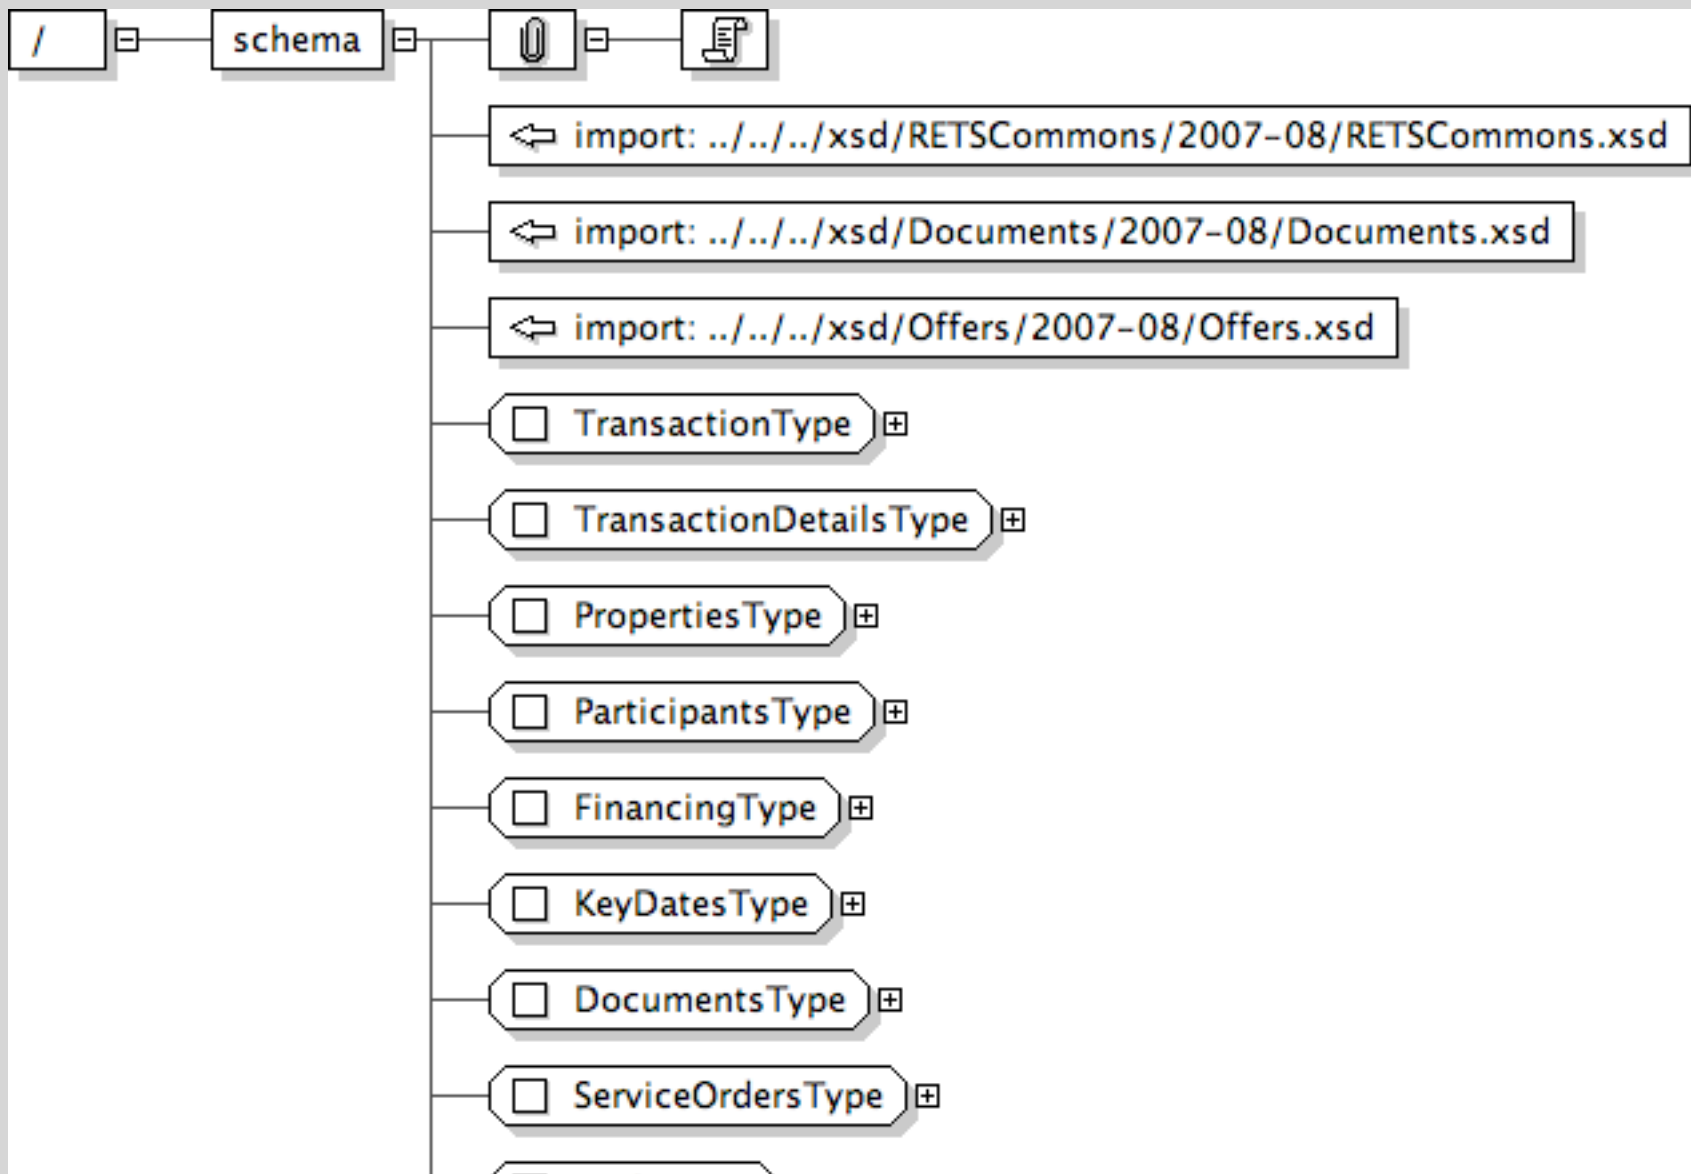 / schema
import: ../../../xsd/RETSCommons/2007-08/RETSCommons.xsd
import: ../../../xsd/Documents/2007-08/Documents.xsd
import: ../../../xsd/Offers/2007-08/Offers.xsd
TransactionType
TransactionDetailsType
PropertiesType
ParticipantsType
FinancingType
KeyDatesType
DocumentsType
ServiceOrdersType